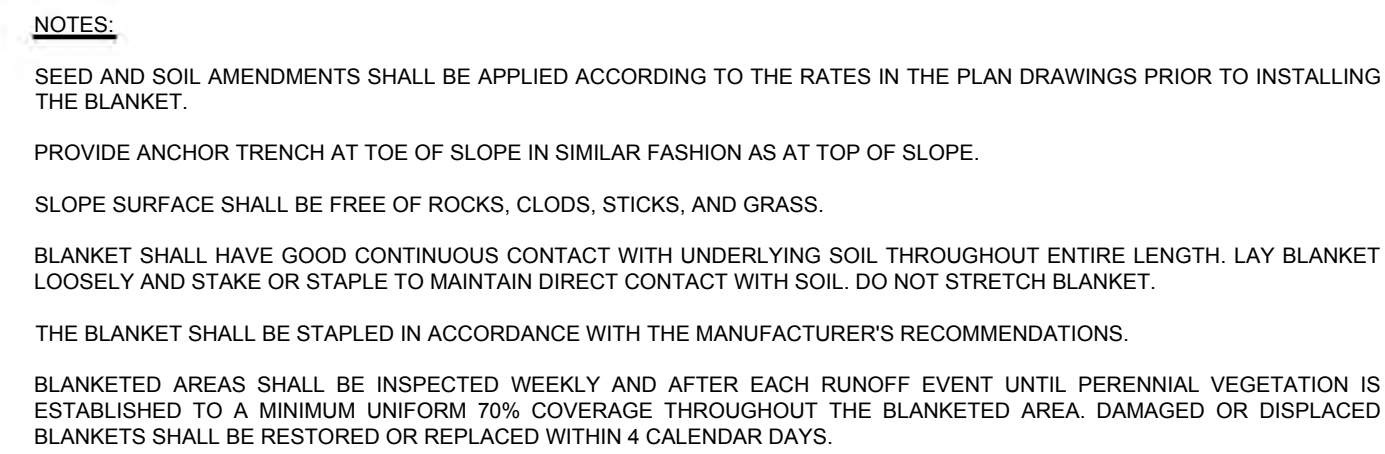 NOTES:
SEED AND SOIL AMENDMENTS SHALL BE APPLIED ACCORDING TO THE RATES IN THE PLAN DRAWINGS PRIOR TO INSTALLING
THE BLANKET.
PROVIDE ANCHOR TRENCH AT TOE OF SLOPE IN SIMILAR FASHION AS AT TOP OF SLOPE.
SLOPE SURFACE SHALL BE FREE OF ROCKS, CLODS, STICKS, AND GRASS.
BLANKET SHALL HAVE GOOD CONTINUOUS CONTACT WITH UNDERLYING SOIL THROUGHOUT ENTIRE LENGTH. LAY BLANKET
LOOSELY AND STAKE OR STAPLE TO MAINTAIN DIRECT CONTACT WITH SOIL. DO NOT STRETCH BLANKET.
THE BLANKET SHALL BE STAPLED IN ACCORDANCE WITH THE MANUFACTURER'S RECOMMENDATIONS.
BLANKETED AREAS SHALL BE INSPECTED WEEKLY AND AFTER EACH RUNOFF EVENT UNTIL PERENNIAL VEGETATION IS
ESTABLISHED TO A MINIMUM UNIFORM 70% COVERAGE THROUGHOUT THE BLANKETED AREA. DAMAGED OR DISPLACED
BLANKETS SHALL BE RESTORED OR REPLACED WITHIN 4 CALENDAR DAYS.